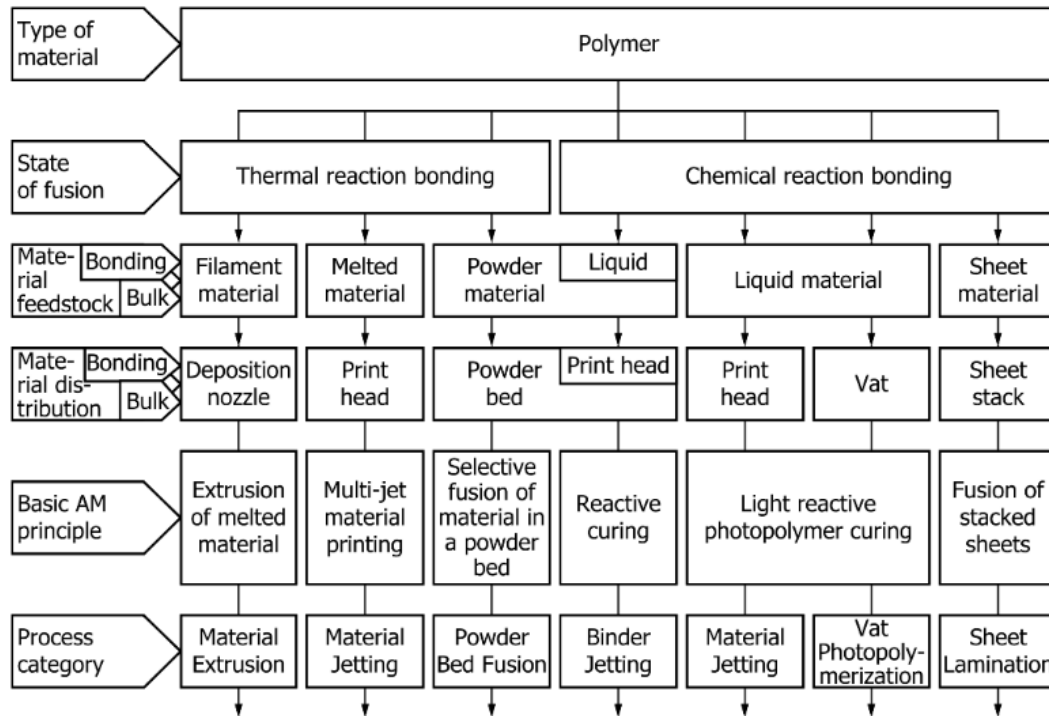 Type of
material
Polymer
State
of fusion
Thermal reaction bonding
Chemical reaction bonding
Mate-
rial
feedstock
Bonding
Bulk
Filament
material
Melted
material
Powder
material
Liquid
Liquid material
Sheet
material
Mate-
rial dis-
tribution
Bonding
Bulk
Deposition
nozzle
Print
head
Powder
bed
Print head
Print
head
Vat
Sheet
stack
Basic AM
principle
Extrusion
of melted
material
Multi-jet
material
printing
Selective
fusion of
material in
a powder
bed
Reactive
curing
Light reactive
photopolymer curing
Fusion of
stacked
sheets
Process
category
Material
Extrusion
Material
Jetting
Powder
Bed Fusion
Binder
Jetting
Material
Jetting
Vat
Photopoly-
merization
Sheet
Lamination